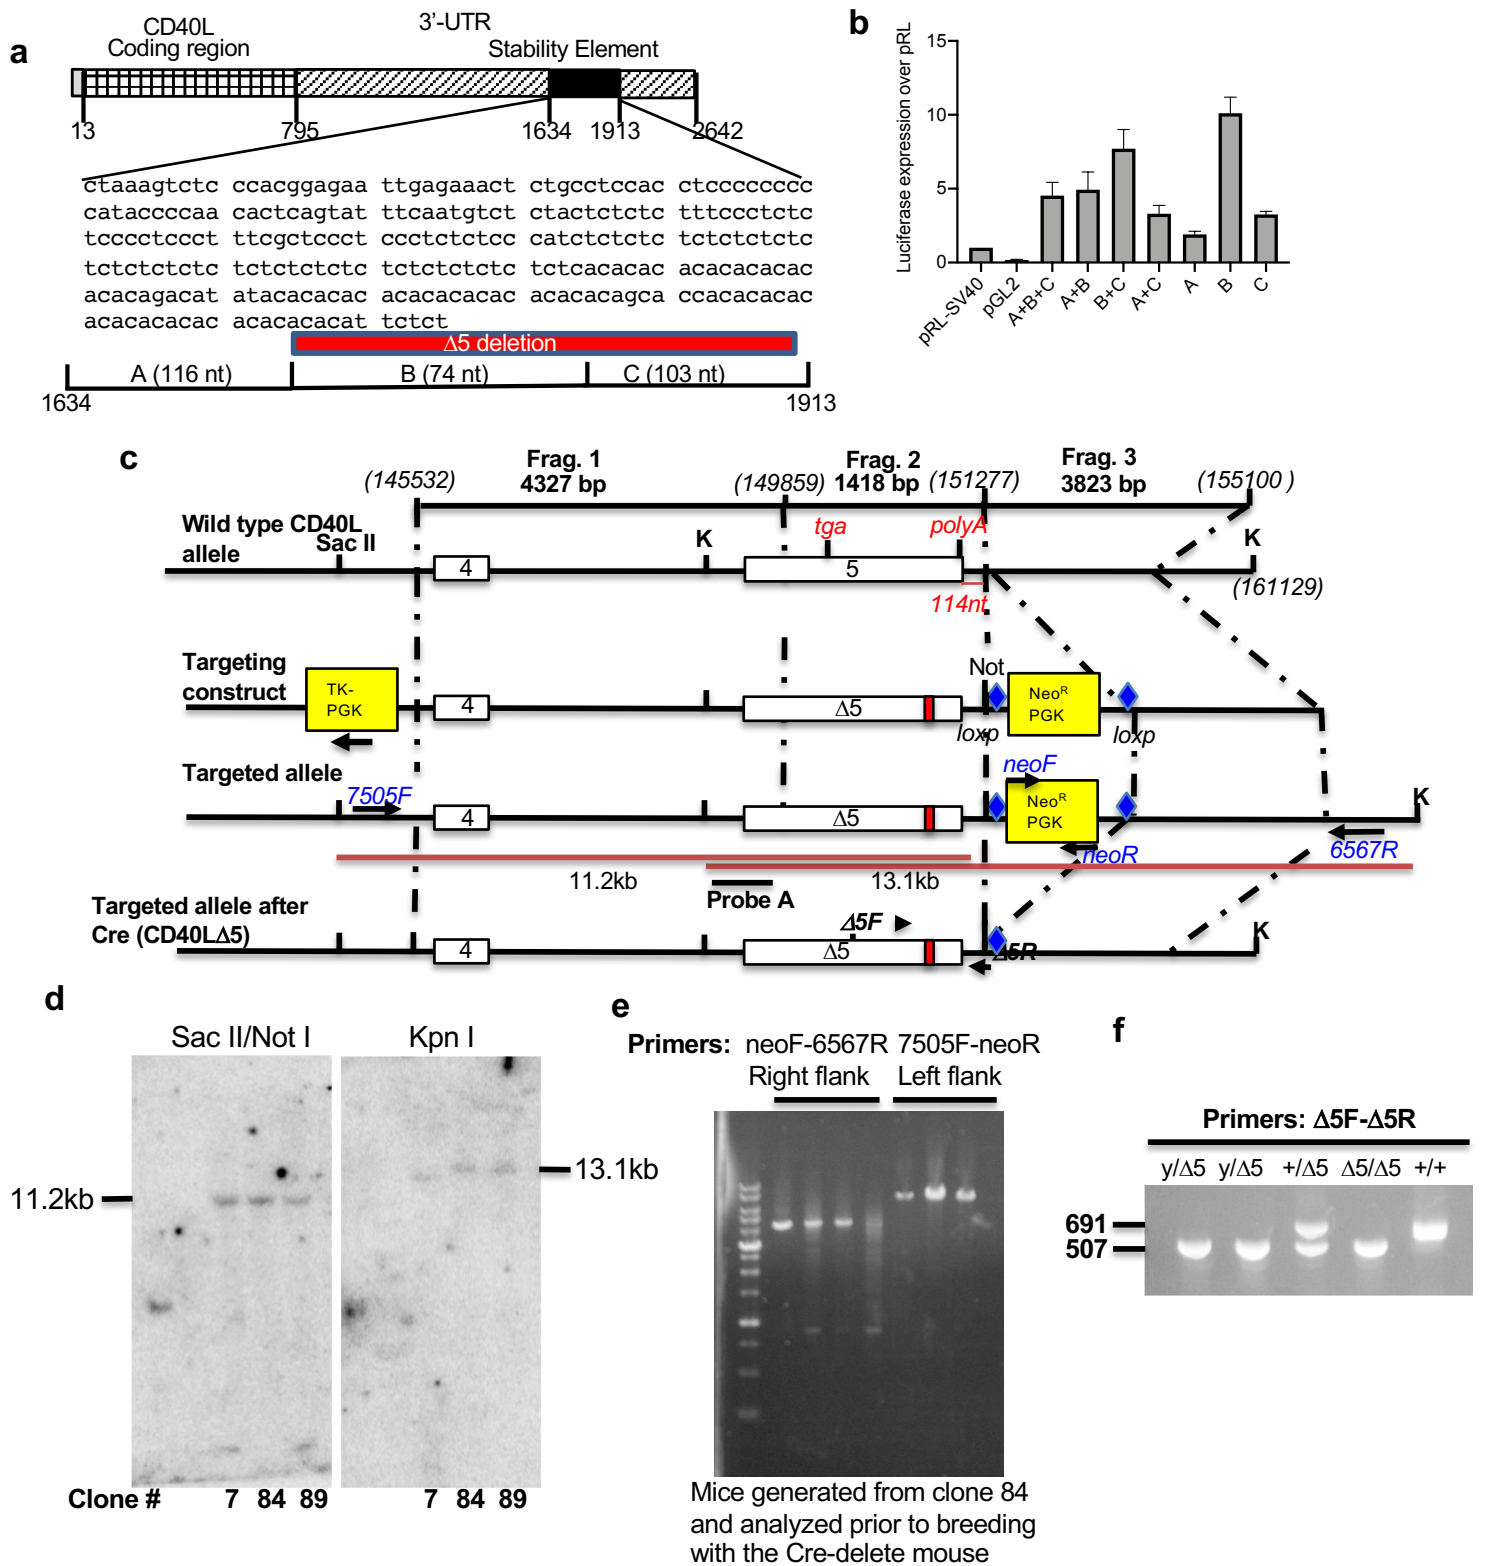 a
CD40L
Coding region
3'-UTR
Stability Element
13
795
1634
1913
2642
ctaaagtctc ccacggagaa ttgagaaact ctgcctccac ctcccccccc
catacccсaa cactcagtat ttcaatgtct ctactctctc tttccctctc
tcccctccct ttcgctccct ccctctctcc catctctctc tctctctctc
tctctctctc tctctctctc tctctctctc tctcacacac acacacacac
acacagacat atacacacac acacacacac acacacagca ccacacacac
acacacacac acacacacat tctct
Δ5 deletion
A (116 nt)
B (74 nt)
C (103 nt)
1634
1913
b
Luciferase expression over pRL
15
10
5
0
pRL-SV40
pGL2
A+B+C
A+B
B+C
A+C
A
B
C
c
Frag. 1
4327 bp
Frag. 2
1418 bp
Frag. 3
3823 bp
(145532)
(149859)
(151277)
(155100 )
Wild type CD40L
allele
Sac II
K
tga
polyA
K
4
5
114nt
(161129)
Targeting
construct
TK-
PGK
4
Δ5
Not
loxp
NeoR
PGK
loxp
Targeted allele
7505F
4
Δ5
neoF
NeoR
PGK
neoR
6567R
K
11.2kb
13.1kb
Probe A
Targeted allele after
Cre (CD40LΔ5)
4
Δ5F
Δ5
Δ5R
K
d
Sac II/Not I
Kpn I
11.2kb
13.1kb
Clone #
7 84 89
7 84 89
e
Primers: neoF-6567R 7505F-neoR
Right flank
Left flank
Mice generated from clone 84
and analyzed prior to breeding
with the Cre-delete mouse
f
Primers: Δ5F-Δ5R
y/Δ5 y/Δ5 +/Δ5 Δ5/Δ5 +/+
691
507